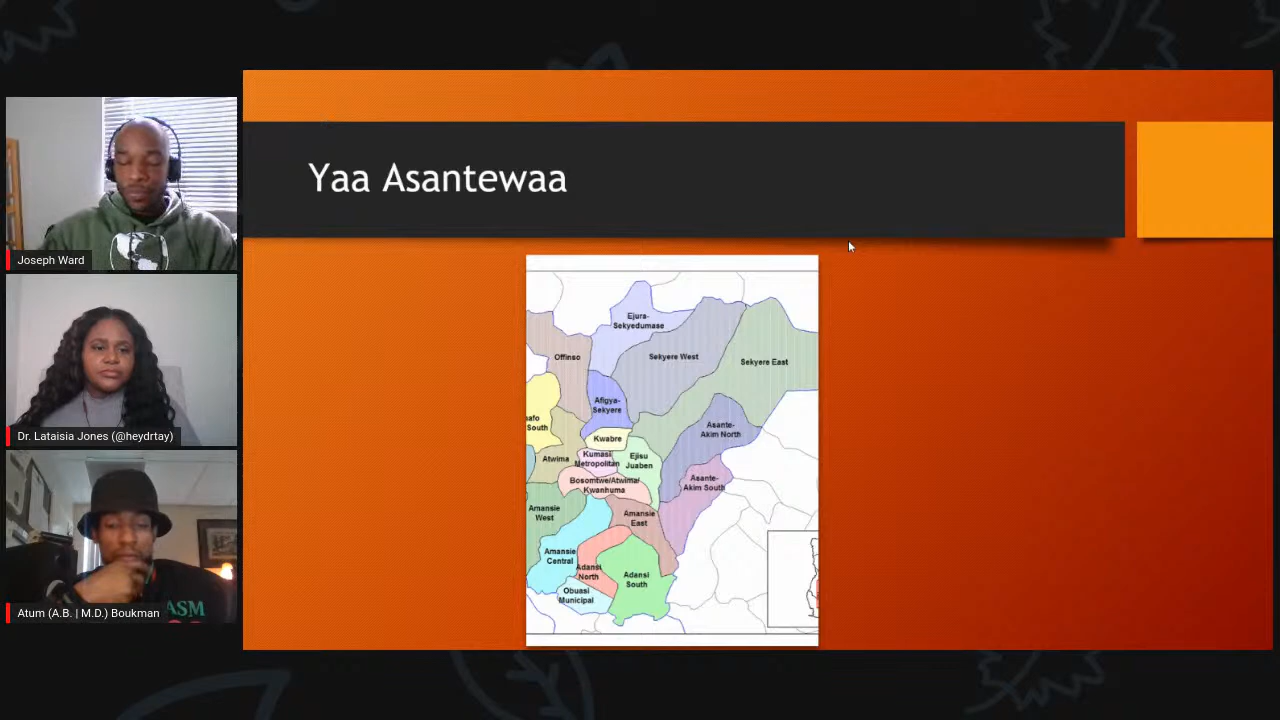 Joseph Ward
Dr. Lataisia Jones (@heydrtay)
Atum (A.B. | M.D.) Boukman
ASM
Yaa Asantewaa
Ejura-
Sekyedumase
Offinso
Sekyere West
Sekyere East
Afigya-
Sekyere
afo
South
Asante-
Akim North
Kwabre
Atwima
Kumasi
Metropolitan
Ejisu
Juaben
Bosomtwe/Atwima/
Kwanhuma
Asante-
Akim South
Amansie
West
Amansie
East
Amansie
Central
Adansi
North
Adansi
South
Obuasi
Municipal